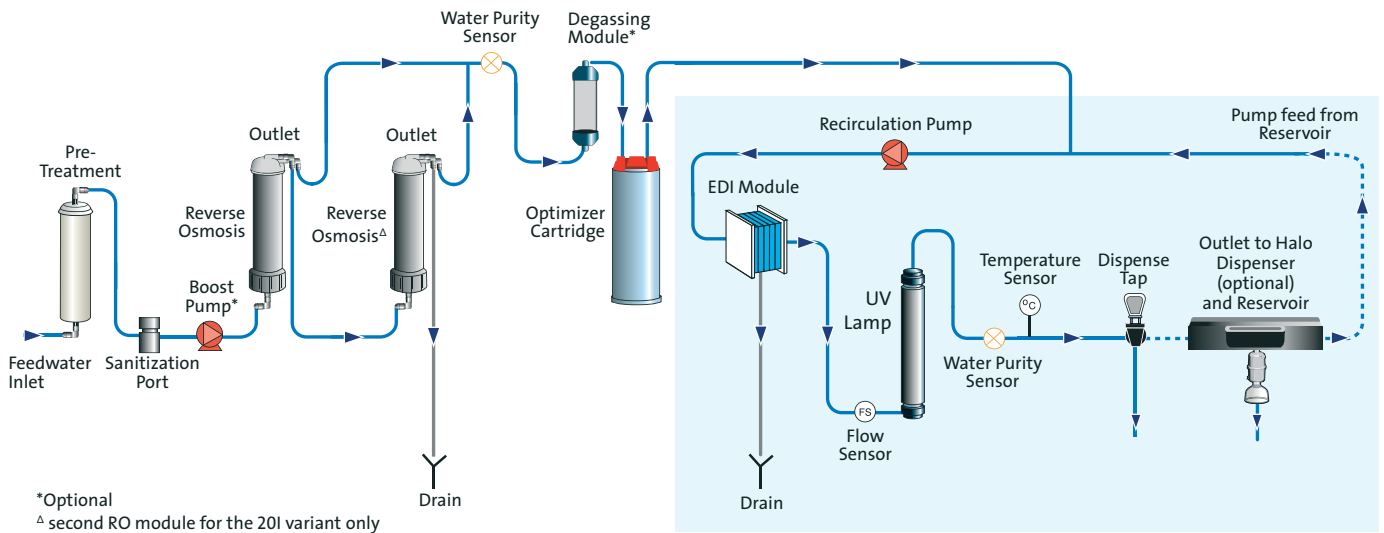 Water Purity
Sensor
Degassing
Module*
Outlet
Outlet
Pre-
Treatment
Reverse
Osmosis
Reverse
OsmosisΔ
Boost
Pump*
Optimizer
Cartridge
Feedwater
Inlet
Sanitization
Port
Drain
Recirculation Pump
Pump feed from
Reservoir
EDI Module
UV
Lamp
Temperature
Sensor
°C
Dispense
Tap
Outlet to Halo
Dispenser
(optional)
and Reservoir
Water Purity
Sensor
FS
Flow
Sensor
Drain
*Optional
Δ second RO module for the 20I variant only